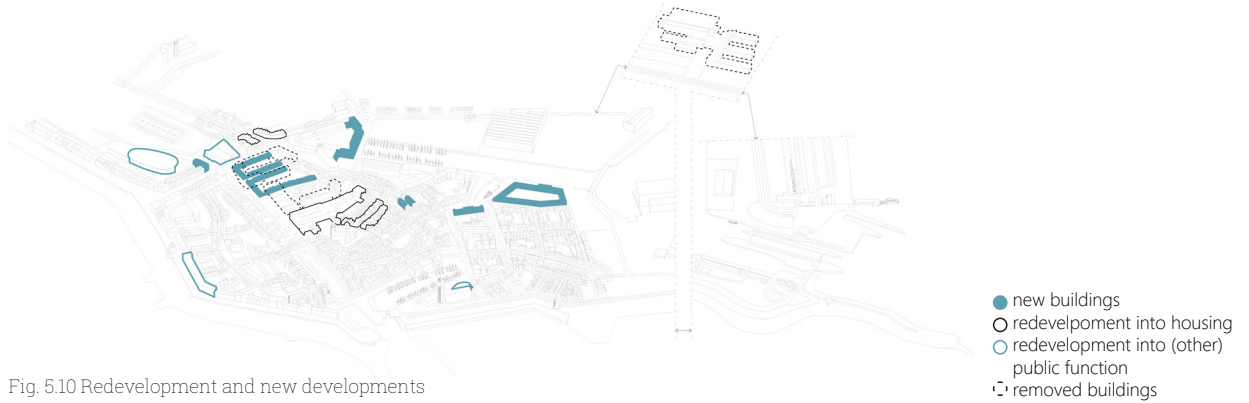 new buildings
redevelpoment into housing
redevelopment into (other)
public function
removed buildings
Fig. 5.10 Redevelopment and new developments